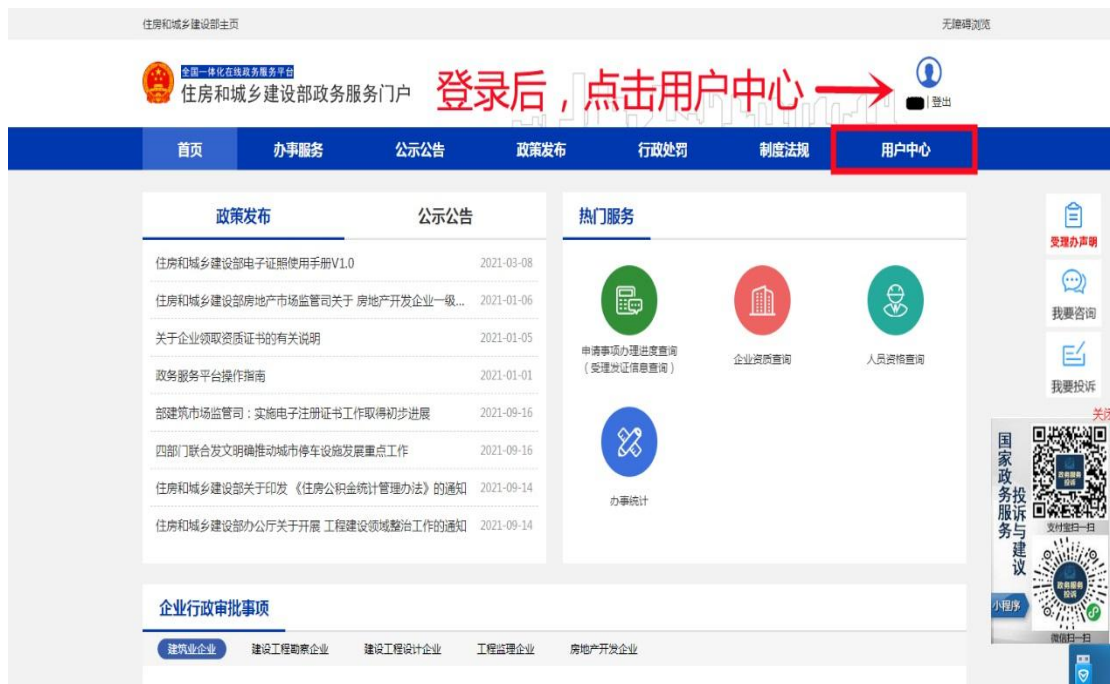 住房和城乡建设部主页
无障碍浏览
全国一体化在线政务服务平台
住房和城乡建设部政务服务门户
登录后，点击用户中心
登出
首页
办事服务
公示公告
政策发布
行政处罚
制度法规
用户中心
政策发布
公示公告
住房和城乡建设部电子证照使用手册V1.0
2021-03-08
住房和城乡建设部房地产市场监管司关于 房地产开发企业一级...
2021-01-06
关于企业领取资质证书的有关说明
2021-01-05
政务服务平台操作指南
2021-01-01
部建筑市场监管司：实施电子注册证书工作取得初步进展
2021-09-16
四部门联合发文明确推动城市停车设施发展重点工作
2021-09-16
住房和城乡建设部关于印发 《住房公积金统计管理办法》的通知
2021-09-14
住房和城乡建设部办公厅关于开展 工程建设领域整治工作的通知
2021-09-14
热门服务
申请事项办理进度查询
（受理发证信息查询）
企业资质查询
人员资格查询
办事统计
受理办声明
我要咨询
我要投诉
关闭
国家政务服务
投诉与建议
小程序
政务服务
投诉
支付宝扫一扫
政务服务
投诉
微信扫一扫
企业行政审批事项
建筑业企业
建设工程勘察企业
建设工程设计企业
工程监理企业
房地产开发企业